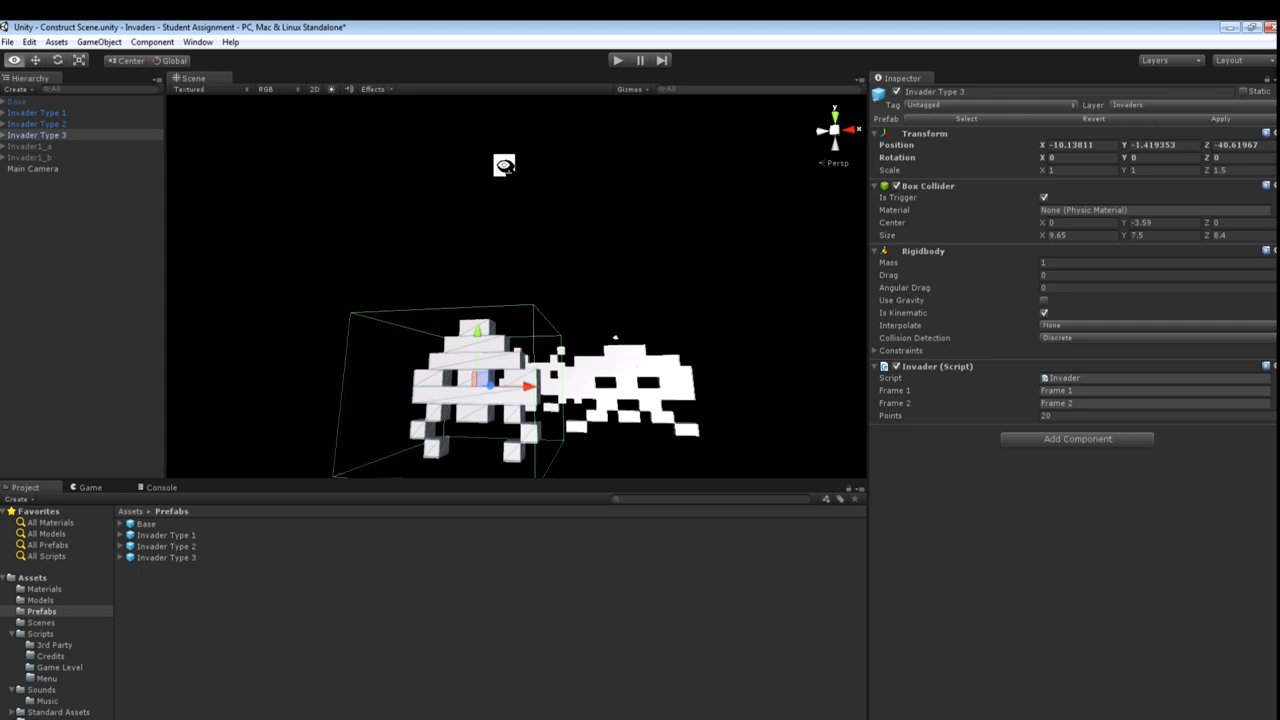 Unity - Construct Scene.unity - Invaders - Student Assignment - PC, Mac & Linux Standalone*
File Edit Assets GameObject Component Window Help
Center Global Layers Layout
Hierarchy
Create All
Base
Invader Type 1
Invader Type 2
Invader Type 3
Invader1_a
Invader1_b
Main Camera
Scene
Textured RGB 2D Effects Gizmos All
y
x
Persp
Inspector
Invader Type 3 Static
Tag Untagged Layer Invaders
Prefab Select Revert Apply
Transform
Position X -10.13811 Y -1.419353 Z -40.61967
Rotation X 0 Y 0 Z 0
Scale X 1 Y 1 Z 1.5
Box Collider
Is Trigger
Material None (Physic Material)
Center X 0 Y -3.59 Z 0
Size X 9.65 Y 7.5 Z 8.4
Rigidbody
Mass 1
Drag 0
Angular Drag 0
Use Gravity
Is Kinematic
Interpolate None
Collision Detection Discrete
Constraints
Invader (Script)
Script Invader
Frame 1 Frame 1
Frame 2 Frame 2
Points 20
Add Component
Project Game Console
Create
Favorites
All Materials
All Models
All Prefabs
All Scripts
Assets
Materials
Models
Prefabs
Scenes
Scripts
3rd Party
Credits
Game Level
Menu
Sounds
Music
Standard Assets
Assets Prefabs
Base
Invader Type 1
Invader Type 2
Invader Type 3